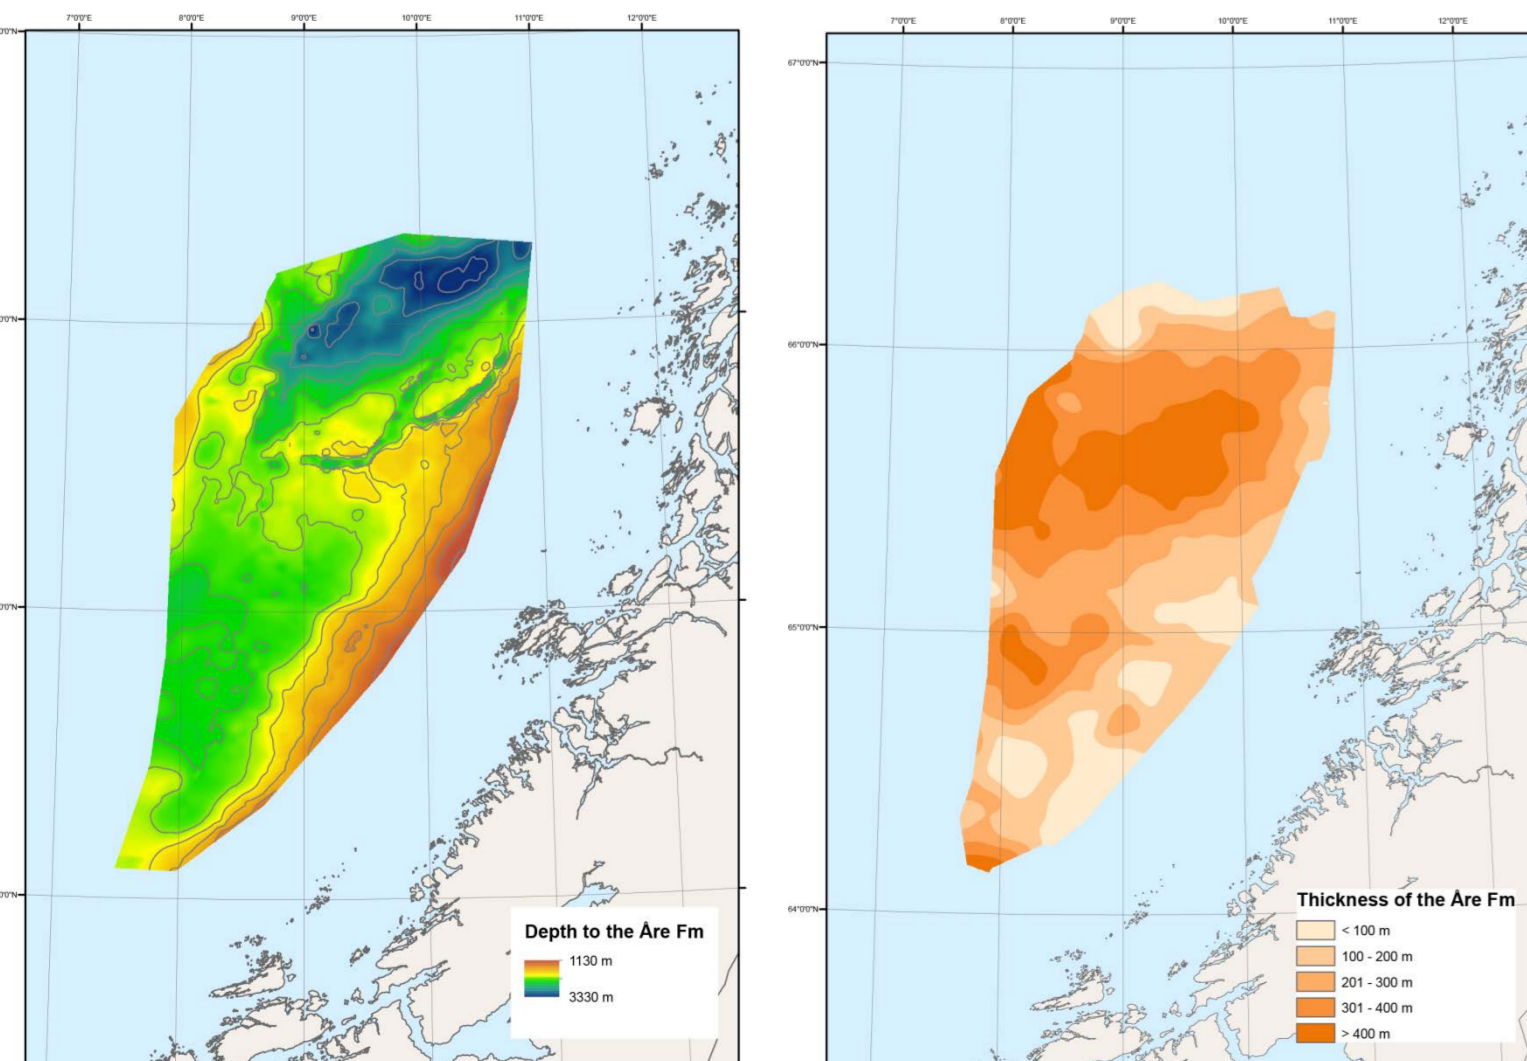 7°0'0"E 8°0'0"E 9°0'0"E 10°0'0"E 11°0'0"E 12°0'0"E
Depth to the Åre Fm
1130 m
3330 m
7°0'0"E 8°0'0"E 9°0'0"E 10°0'0"E 11°0'0"E 12°0'0"E
67°0'0"N
66°0'0"N
65°0'0"N
64°0'0"N
Thickness of the Åre Fm
< 100 m
100 - 200 m
201 - 300 m
301 - 400 m
> 400 m